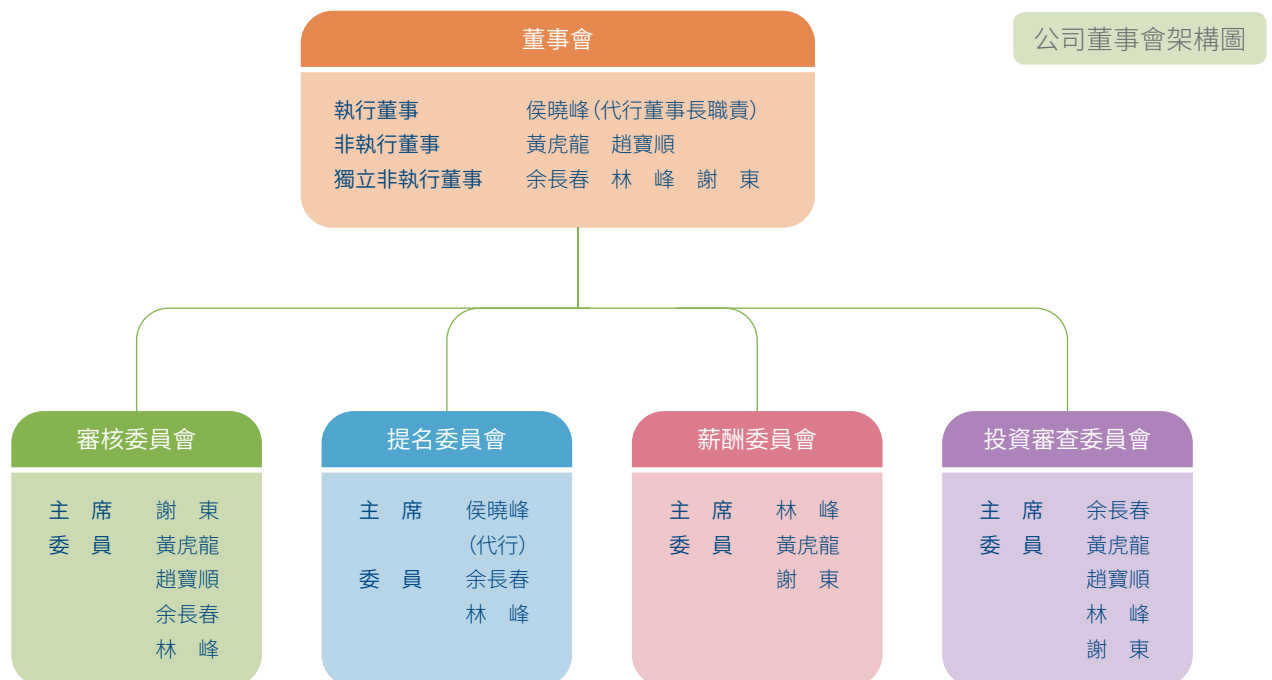 公司董事會架構圖
董事會
執行董事 侯曉峰(代行董事長職責)
非執行董事 黃虎龍 趙寶順
獨立非執行董事 余長春 林 峰 謝 東
審核委員會
主 席 謝 東
委 員 黃虎龍
趙寶順
余長春
林 峰
提名委員會
主 席 侯曉峰
(代行)
委 員 余長春
林 峰
薪酬委員會
主 席 林 峰
委 員 黃虎龍
謝 東
投資審查委員會
主 席 余長春
委 員 黃虎龍
趙寶順
林 峰
謝 東